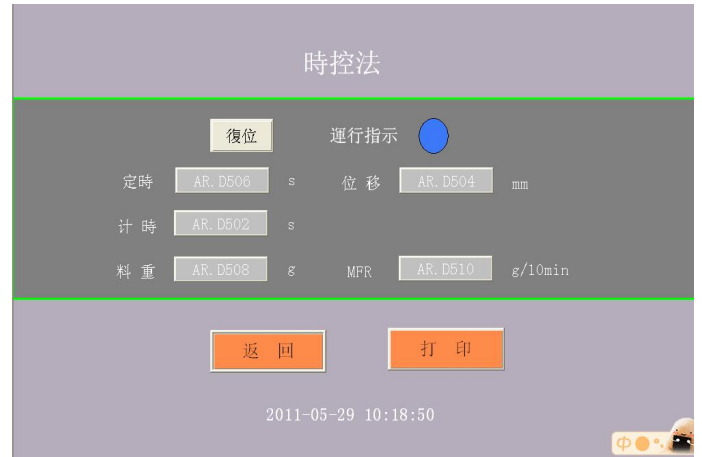 時控法
復位 運行指示
定時 AR.D506 s 位移 AR.D504 mm
计時 AR.D502 s
料重 AR.D508 g MFR AR.D510 g/10min
返回 打印
2011-05-29 10:18:50
中